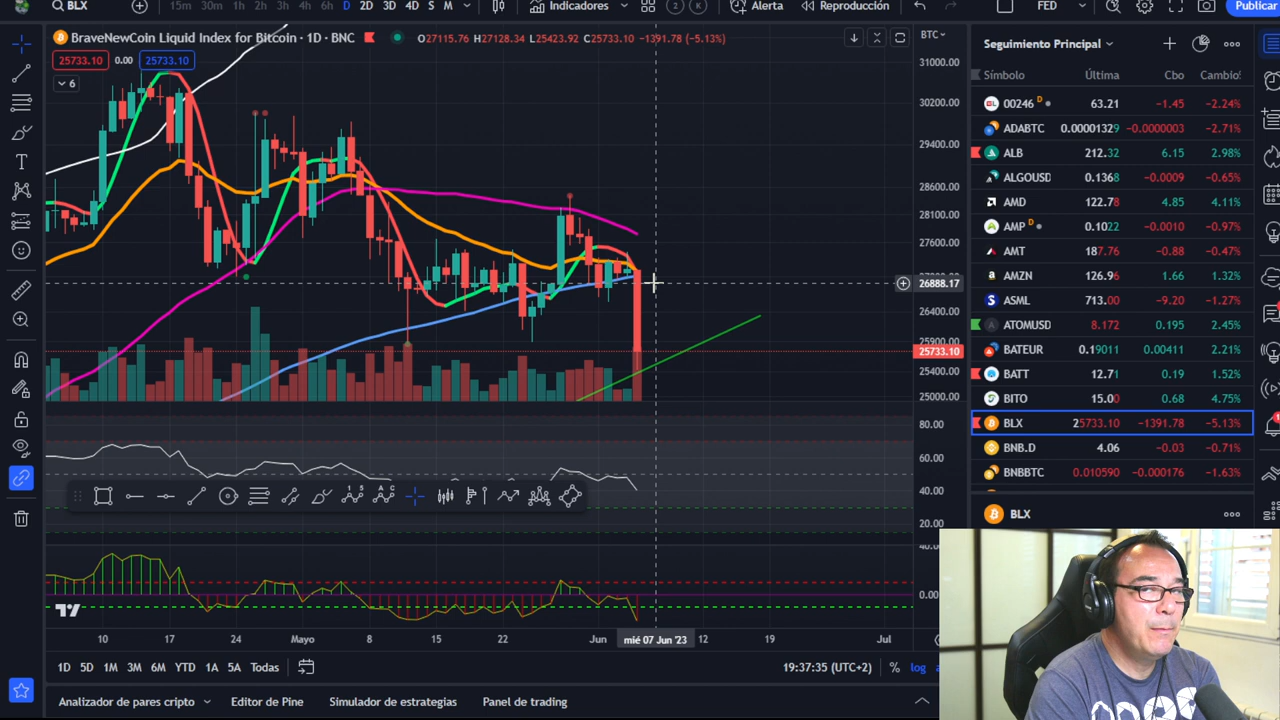 BLX 15m 30m 1h 2h 3h 4h 6h D 2D 3D 4D S M Indicadores Alerta Reproducción FED Publicar
BraveNewCoin Liquid Index for Bitcoin · 1D · BNC O27115.76 H27128.34 L25423.92 C25733.10 −1391.78 (−5.13%)
25733.10 0.00 25733.10
6
BTC
31000.00
30200.00
29400.00
28600.00
28100.00
27600.00
26888.17
26400.00
25900.00
25733.10
25400.00
25000.00
80.00
60.00
40.00
20.00
0.00
10 17 24 Mayo 8 15 22 Jun mié 07 Jun '23 12 19 Jul
1D 5D 1M 3M 6M YTD 1A 5A Todas 19:37:35 (UTC+2) % log
Analizador de pares cripto Editor de Pine Simulador de estrategias Panel de trading
Seguimiento Principal
Símbolo Última Cbo Cambio%
00246 D 63.21 −1.45 −2.24%
ADABTC 0.00001329 −0.0000003 −2.71%
ALB 212.32 6.15 2.98%
ALGOUSD 0.1368 −0.0009 −0.65%
AMD 122.78 4.85 4.11%
AMP D 0.1022 −0.0010 −0.97%
AMT 187.76 −0.88 −0.47%
AMZN 126.96 1.66 1.32%
ASML 713.00 −9.20 −1.27%
ATOMUSD 8.172 0.195 2.45%
BATEUR 0.19011 0.00411 2.21%
BATT 12.71 0.19 1.52%
BITO 15.00 0.68 4.75%
BLX 25733.10 −1391.78 −5.13%
BNB.D 4.06 −0.03 −0.71%
BNBBTC 0.010590 −0.000176 −1.63%
BLX